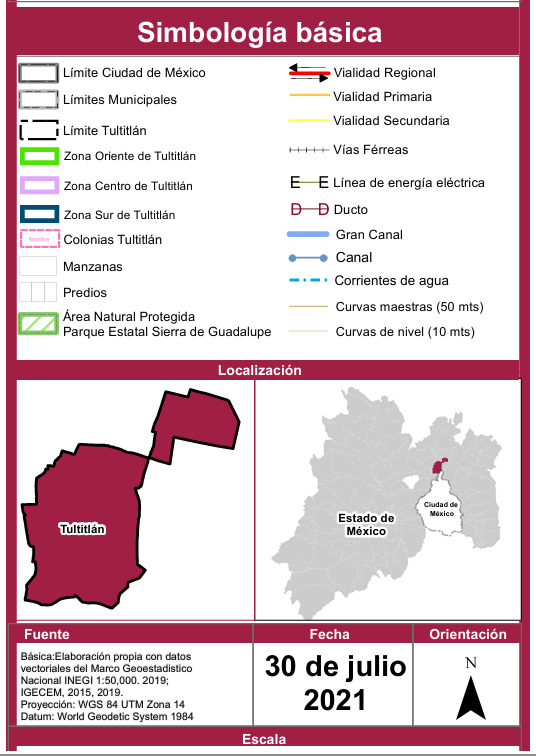 Simbología básica
Límite Ciudad de México
Límites Municipales
Límite Tultitlán
Zona Oriente de Tultitlán
Zona Centro de Tultitlán
Zona Sur de Tultitlán
Nombre
Colonias Tultitlán
Manzanas
Predios
Área Natural Protegida
Parque Estatal Sierra de Guadalupe
Vialidad Regional
Vialidad Primaria
Vialidad Secundaria
Vías Férreas
E E Línea de energía eléctrica
D D Ducto
Gran Canal
Canal
Corrientes de agua
Curvas maestras (50 mts)
Curvas de nivel (10 mts)
Localización
Tultitlán
Estado de
México
Ciudad de
México
Fuente
Básica:Elaboración propia con datos
vectoriales del Marco Geoestadistico
Nacional INEGI 1:50,000. 2019;
IGECEM, 2015, 2019.
Proyección: WGS 84 UTM Zona 14
Datum: World Geodetic System 1984
Fecha
30 de julio
2021
Orientación
N
Escala